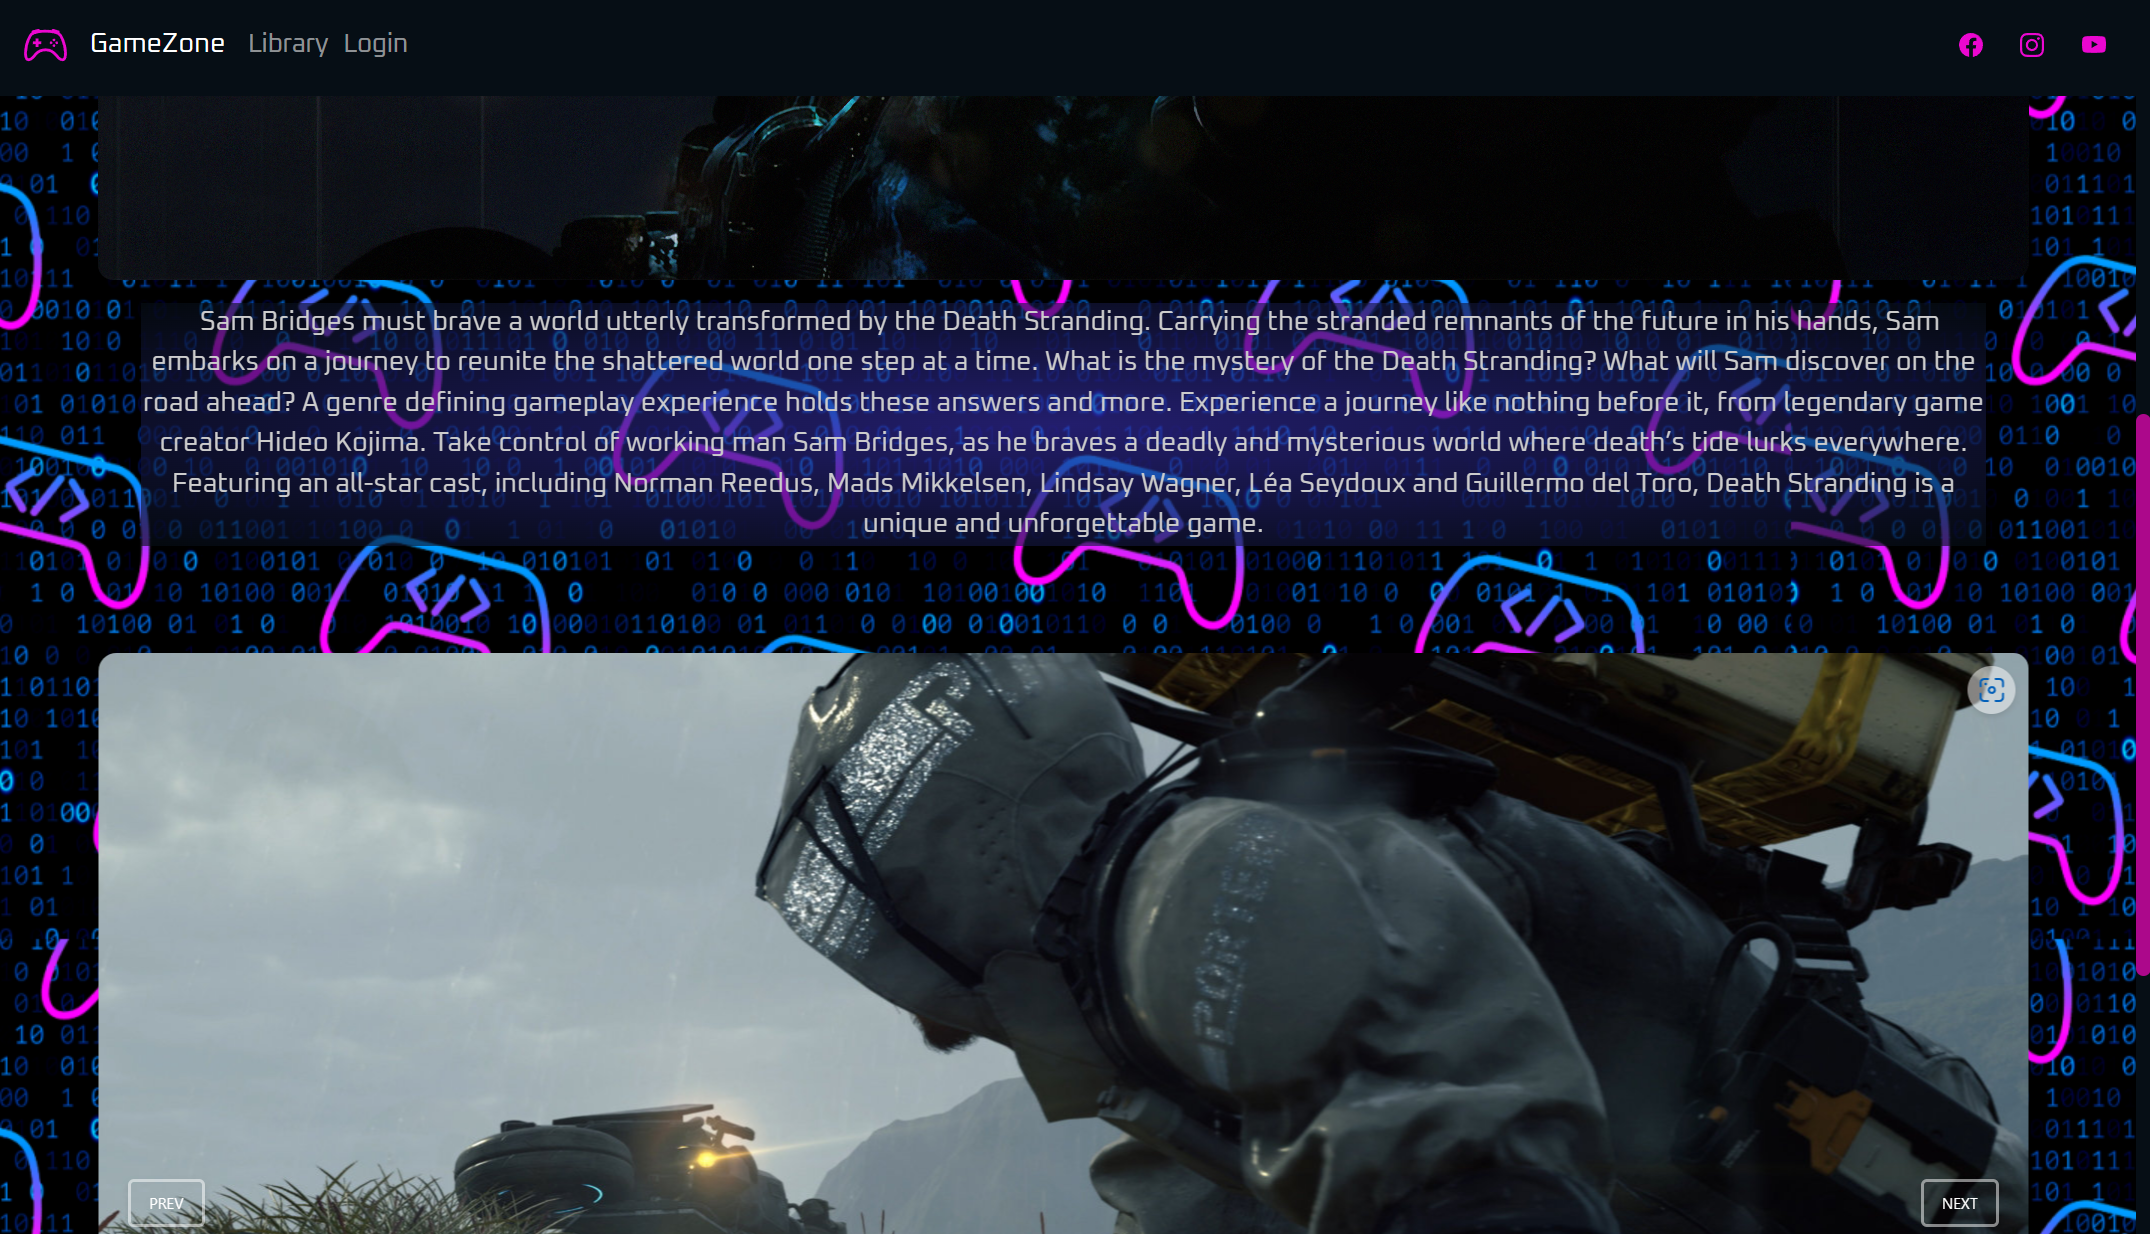 GameZone Library Login
Sam Bridges must brave a world utterly transformed by the Death Stranding. Carrying the stranded remnants of the future in his hands, Sam
embarks on a journey to reunite the shattered world one step at a time. What is the mystery of the Death Stranding? What will Sam discover on the
road ahead? A genre defining gameplay experience holds these answers and more. Experience a journey like nothing before it, from legendary game
creator Hideo Kojima. Take control of working man Sam Bridges, as he braves a deadly and mysterious world where death’s tide lurks everywhere.
Featuring an all-star cast, including Norman Reedus, Mads Mikkelsen, Lindsay Wagner, Léa Seydoux and Guillermo del Toro, Death Stranding is a
unique and unforgettable game.
PORTER
PREV
NEXT